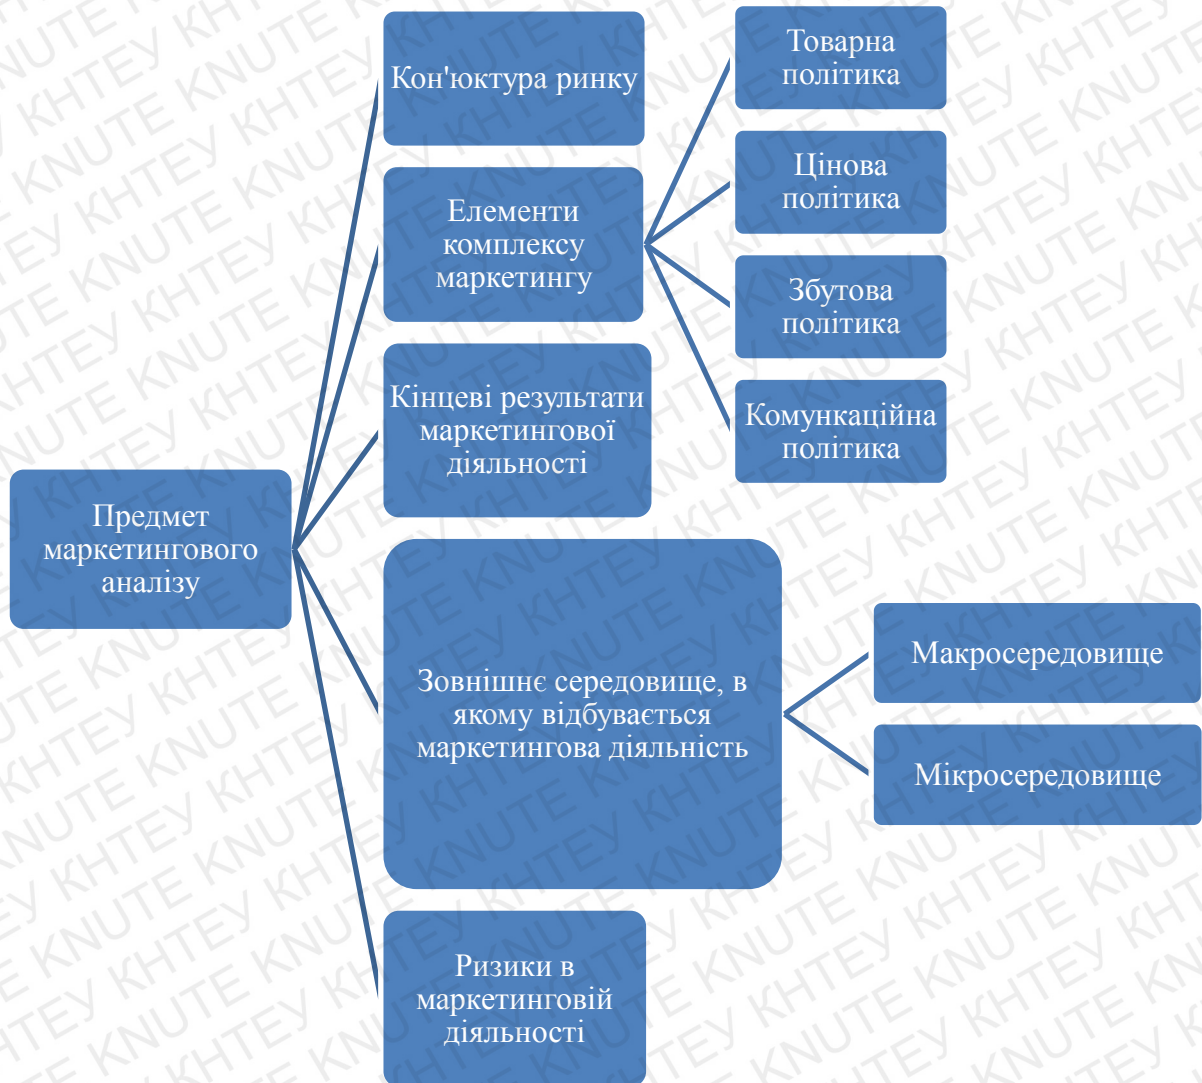 Предмет
маркетингового
аналізу
Кон'юктура ринку
Елементи
комплексу
маркетингу
Товарна
політика
Цінова
політика
Збутова
політика
Комункаційна
політика
Кінцеві результати
маркетингової
діяльності
Зовнішнє середовище, в
якому відбувається
маркетингова діяльність
Макросередовище
Мікросередовище
Ризики в
маркетинговій
діяльності